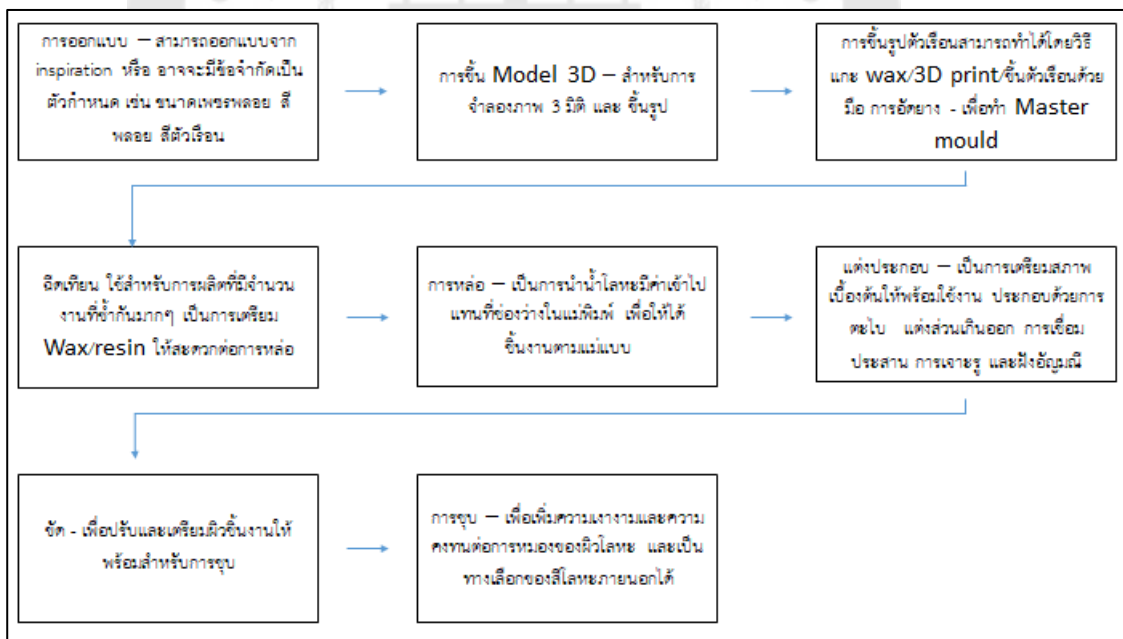 การออกแบบ – สามารถออกแบบจาก
inspiration หรือ อาจจะมีข้อจำกัดเป็น
ตัวกำหนด เช่น ขนาดเพชรพลอย สี
พลอย สีตัวเรือน
การขึ้น Model 3D – สำหรับการ
จำลองภาพ 3 มิติ และ ขึ้นรูป
การขึ้นรูปตัวเรือนสามารถทำได้โดยวิธี
แกะ wax/3D print/ขึ้นตัวเรือนด้วย
มือ การอัดยาง - เพื่อทำ Master
mould
ฉีดเทียน ใช้สำหรับการผลิตที่มีจำนวน
งานที่ซ้ำกันมากๆ เป็นการเตรียม
Wax/resin ให้สะดวกต่อการหล่อ
การหล่อ – เป็นการนำน้ำโลหะมีค่าเข้าไป
แทนที่ช่องว่างในแม่พิมพ์ เพื่อให้ได้
ชิ้นงานตามแม่แบบ
แต่งประกอบ – เป็นการเตรียมสภาพ
เบื้องต้นให้พร้อมใช้งาน ประกอบด้วยการ
ตะไบ แต่งส่วนเกินออก การเชื่อม
ประสาน การเจาะรู และฝังอัญมณี
ขัด - เพื่อปรับและเตรียมผิวชิ้นงานให้
พร้อมสำหรับการชุบ
การชุบ – เพื่อเพิ่มความเงางามและความ
คงทนต่อการหมองของผิวโลหะ และเป็น
ทางเลือกของสีโลหะภายนอกได้